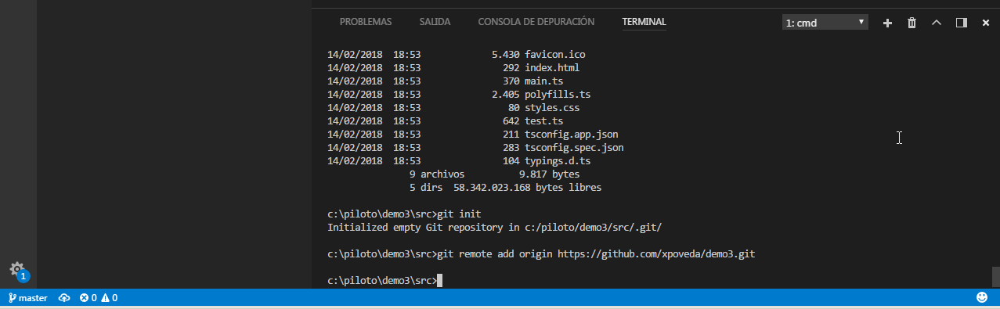 PROBLEMAS SALIDA CONSOLA DE DEPURACIÓN TERMINAL 1: cmd
14/02/2018  18:53             5.430 favicon.ico
14/02/2018  18:53               292 index.html
14/02/2018  18:53               370 main.ts
14/02/2018  18:53             2.405 polyfills.ts
14/02/2018  18:53                80 styles.css
14/02/2018  18:53               642 test.ts
14/02/2018  18:53               211 tsconfig.app.json
14/02/2018  18:53               283 tsconfig.spec.json
14/02/2018  18:53               104 typings.d.ts
9 archivos          9.817 bytes
5 dirs  58.342.023.168 bytes libres
c:\piloto\demo3\src>git init
Initialized empty Git repository in c:/piloto/demo3/src/.git/
c:\piloto\demo3\src>git remote add origin https://github.com/xpoveda/demo3.git
c:\piloto\demo3\src>
1
master 0 0